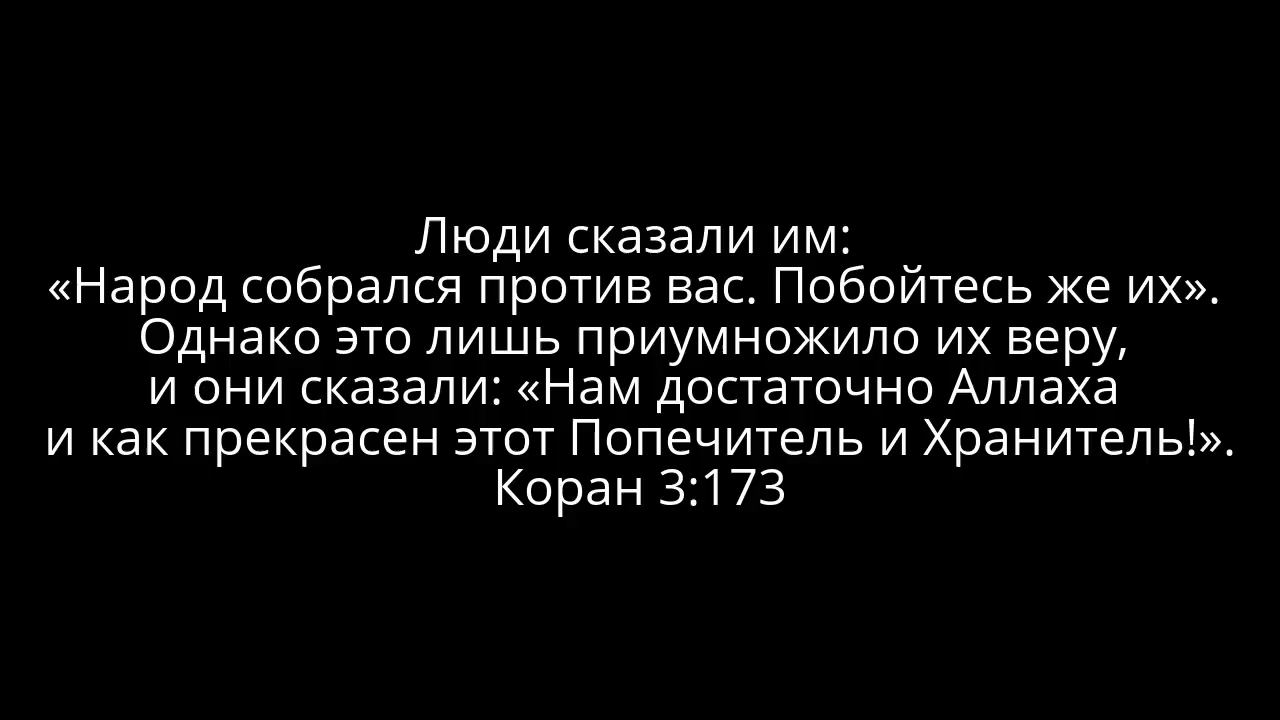 Люди сказали им:
«Народ собрался против вас. Побойтесь же их».
Однако это лишь приумножило их веру,
и они сказали: «Нам достаточно Аллаха
и как прекрасен этот Попечитель и Хранитель!».
Коран 3:173